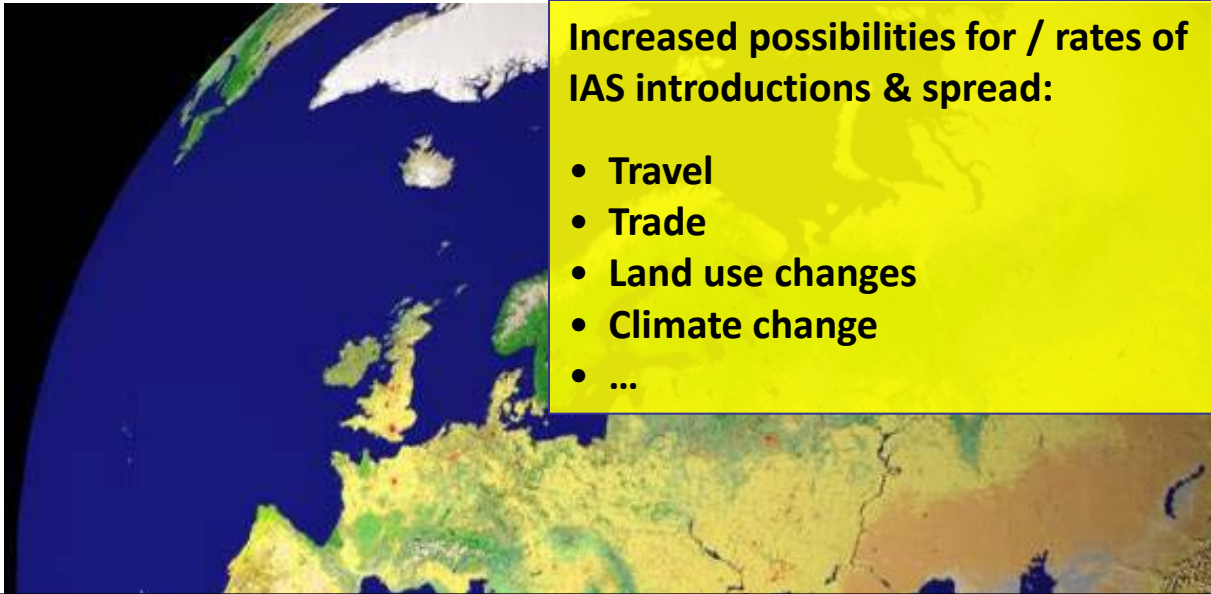 Increased possibilities for / rates of
IAS introductions & spread:
• Travel
• Trade
• Land use changes
• Climate change
• …